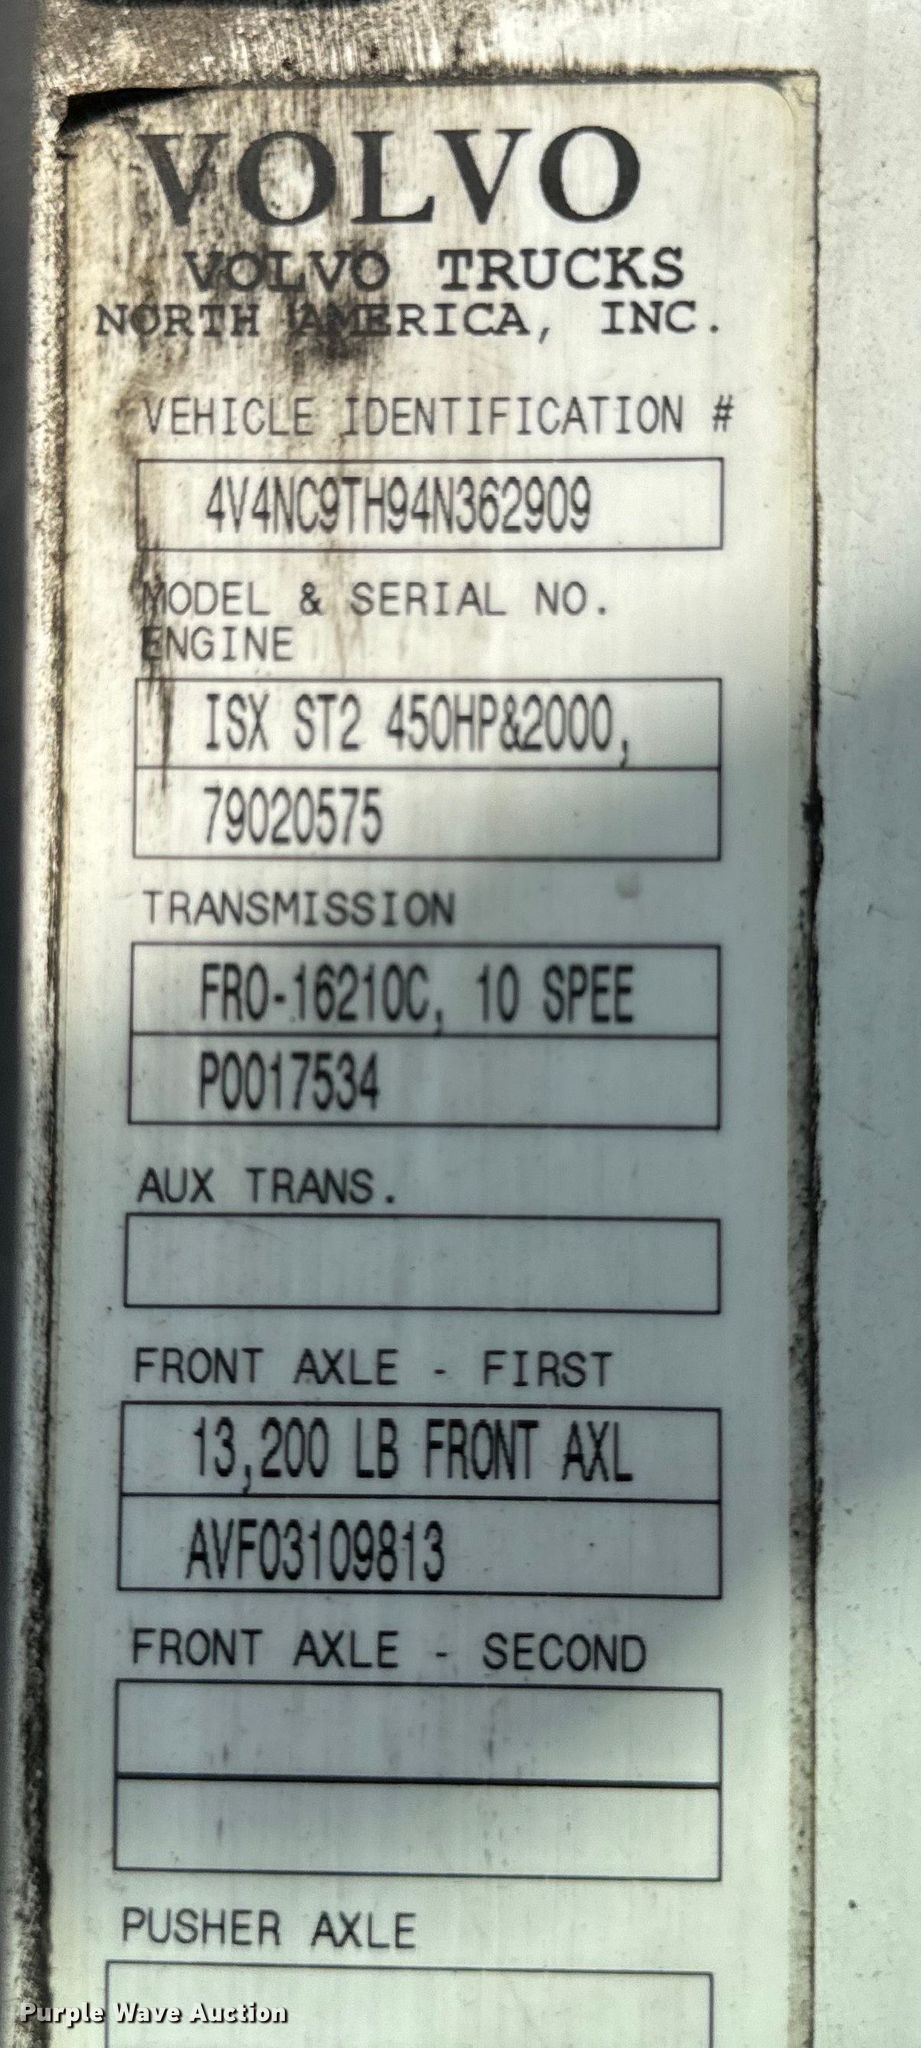 VOLVO
VOLVO TRUCKS
NORTH AMERICA, INC.
VEHICLE IDENTIFICATION #
4V4NC9TH94N362909
MODEL & SERIAL NO.
ENGINE
ISX ST2 450HP&2000,
79020575
TRANSMISSION
FRO-16210C, 10 SPEE
P0017534
AUX TRANS.
FRONT AXLE - FIRST
13,200 LB FRONT AXL
AVF03109813
FRONT AXLE - SECOND
PUSHER AXLE
Purple Wave Auction